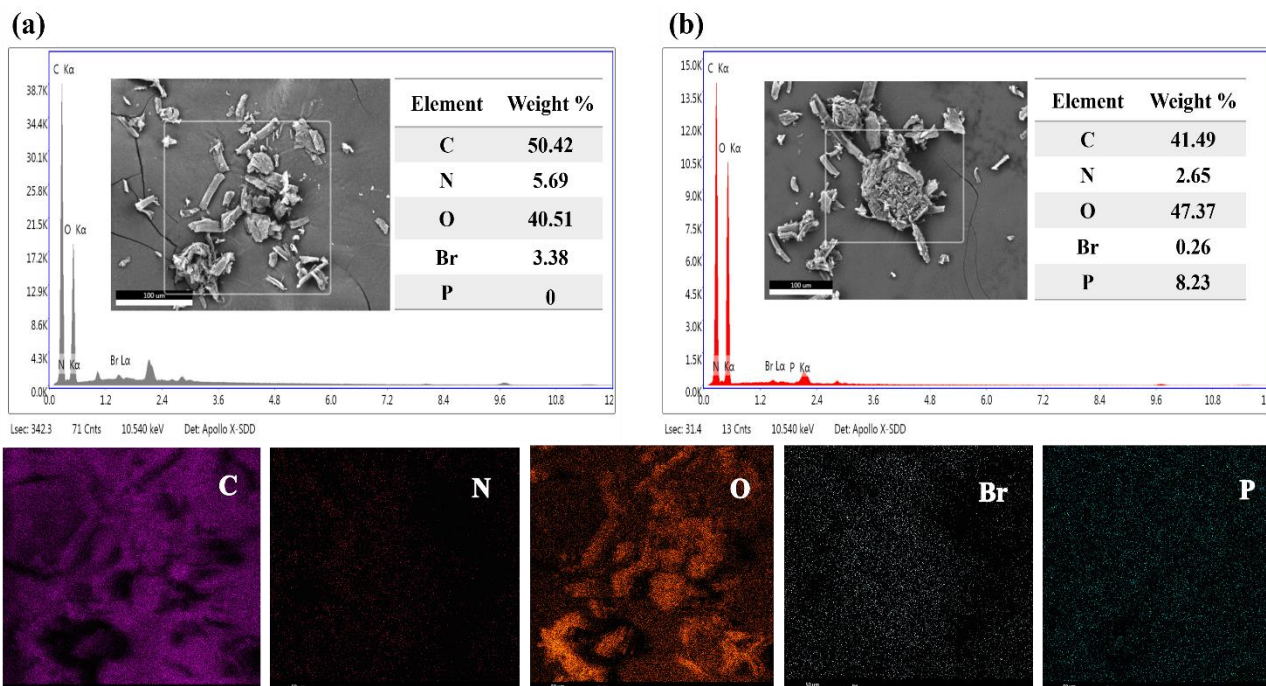 (a)
C Kα
38.7K
34.4K
30.1K
25.8K
21.5K
17.2K
12.9K
8.6K
4.3K
0.0K
O Kα
N Kα
Br Lα
100 um
Element Weight %
C 50.42
N 5.69
O 40.51
Br 3.38
P 0
0.0 1.2 2.4 3.6 4.8 6.0 7.2 8.4 9.6 10.8 12
Lsec: 342.3 71 Cnts 10.540 keV Det: Apollo X-SDD
(b)
15.0K
C Kα
13.5K
12.0K
10.5K
9.0K
7.5K
6.0K
4.5K
3.0K
1.5K
0.0K
O Kα
N Kα
Br Lα P Kα
100 um
Element Weight %
C 41.49
N 2.65
O 47.37
Br 0.26
P 8.23
0.0 1.2 2.4 3.6 4.8 6.0 7.2 8.4 9.6 10.8 12
Lsec: 31.4 13 Cnts 10.540 keV Det: Apollo X-SDD
C
N
O
Br
P